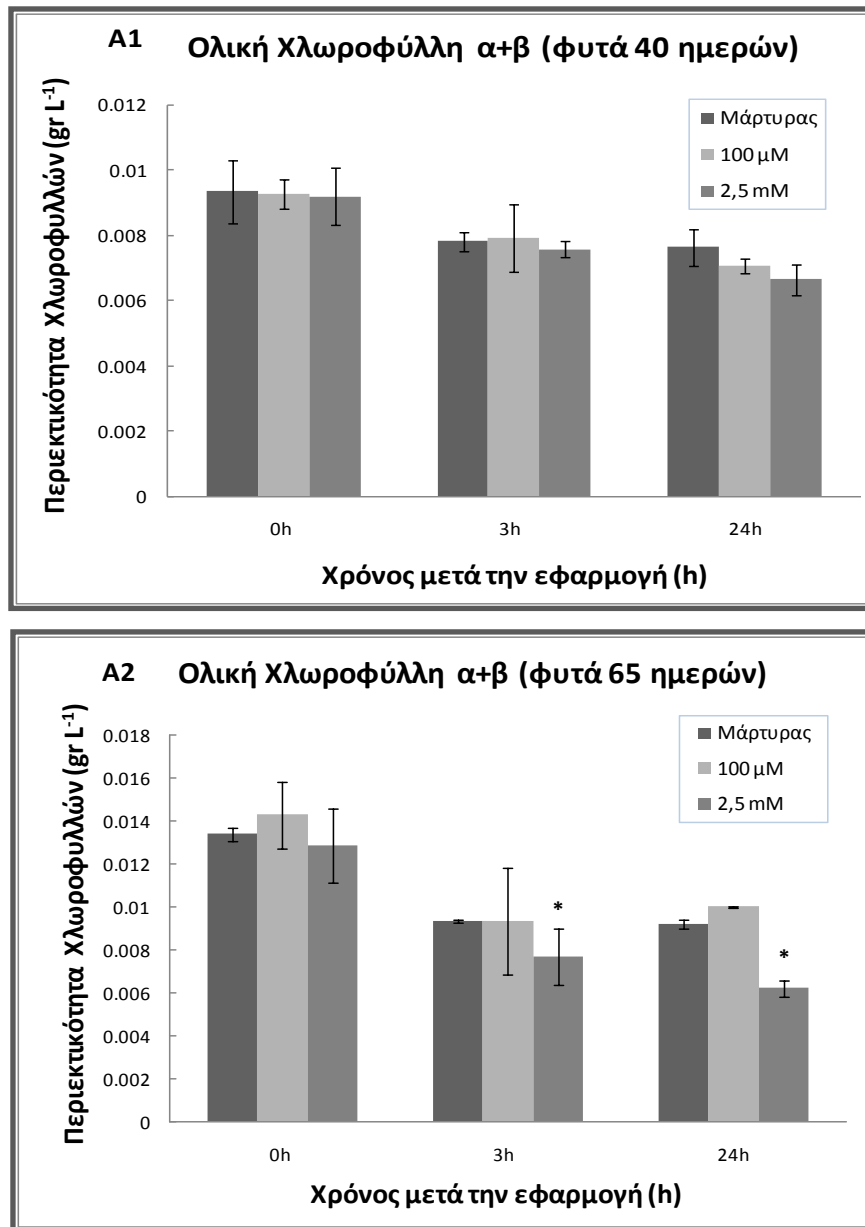 A1 Ολική Χλωροφύλλη α+β (φυτά 40 ημερών)
Περιεκτικότητα Χλωροφυλλών (gr L-1)
0.012
0.01
0.008
0.006
0.004
0.002
0
Μάρτυρας
100 μM
2,5 mM
0h 3h 24h
Χρόνος μετά την εφαρμογή (h)
A2 Ολική Χλωροφύλλη α+β (φυτά 65 ημερών)
Περιεκτικότητα Χλωροφυλλών (gr L-1)
0.018
0.016
0.014
0.012
0.01
0.008
0.006
0.004
0.002
0
Μάρτυρας
100 μM
2,5 mM
*
*
0h 3h 24h
Χρόνος μετά την εφαρμογή (h)